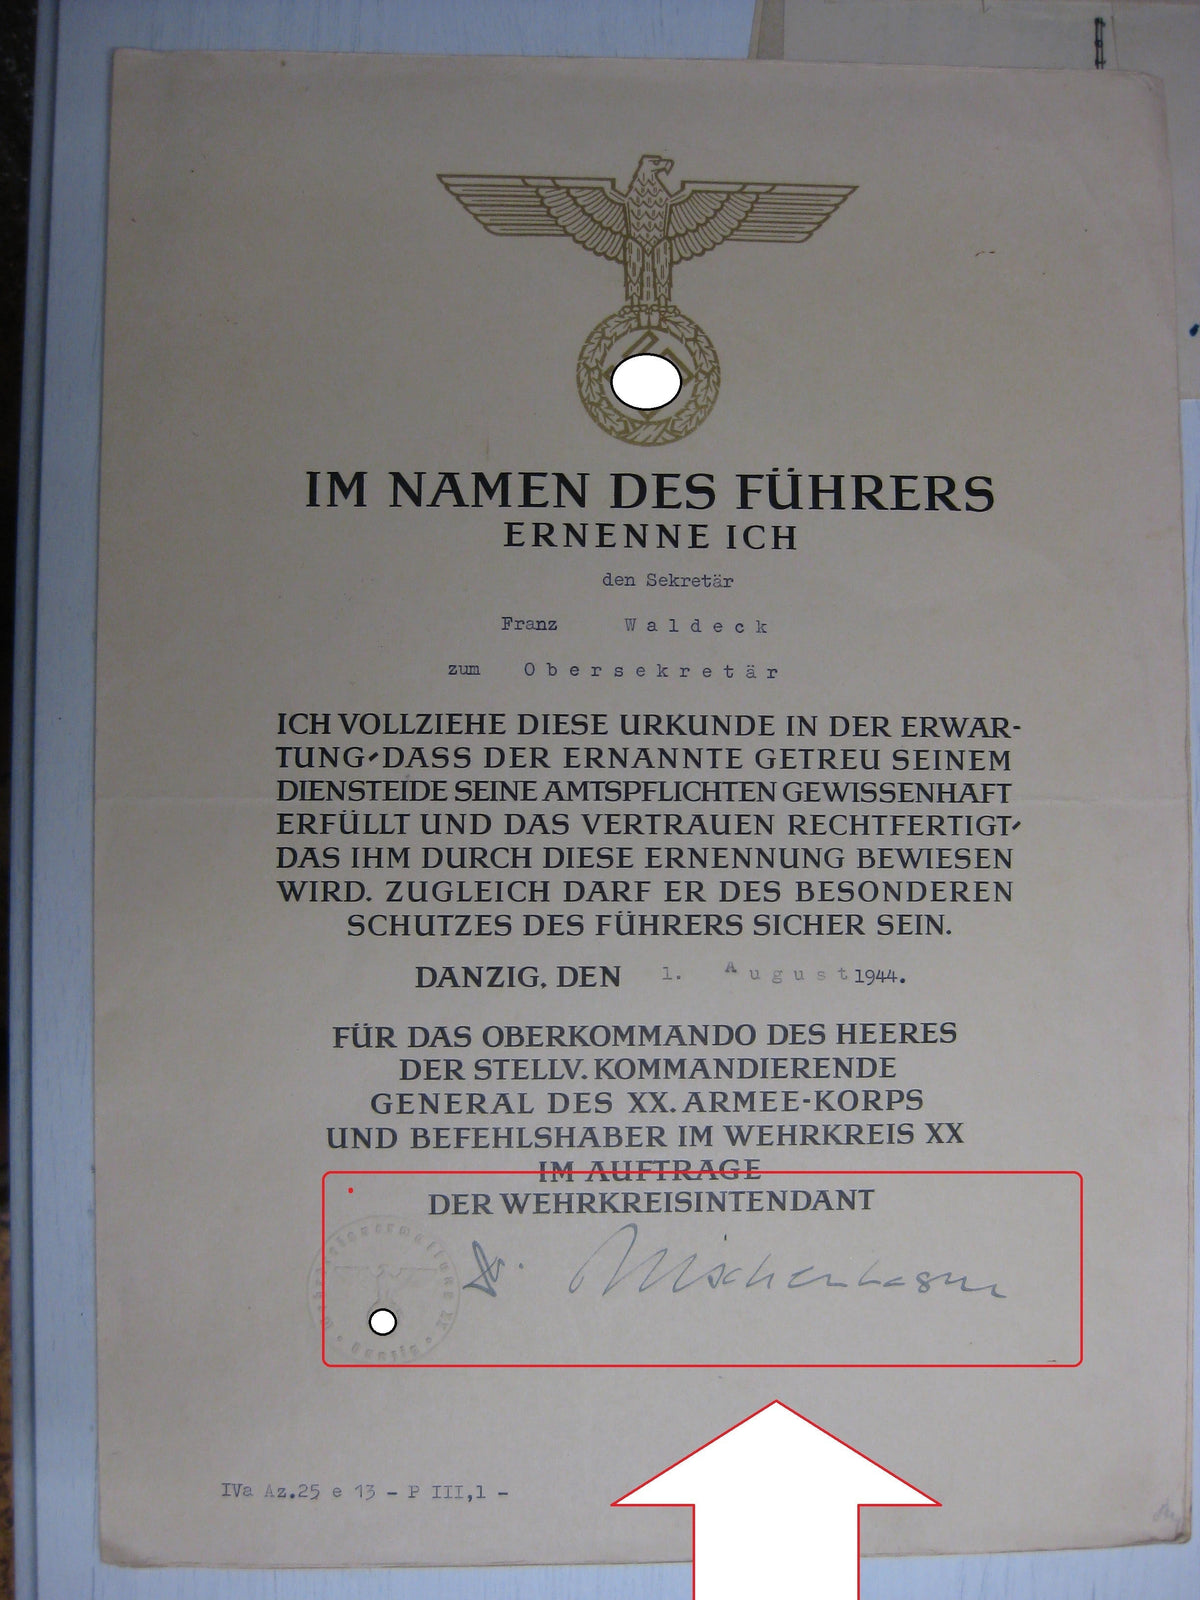 IM NAMEN DES FÜHRERS
ERNENNE ICH
den Sekretär
Franz Waldeck
zum Obersekretär
ICH VOLLZIEHE DIESE URKUNDE IN DER ERWAR-
TUNG, DASS DER ERNANNTE GETREU SEINEM
DIENSTEIDE SEINE AMTSPFLICHTEN GEWISSENHAFT
ERFÜLLT UND DAS VERTRAUEN RECHTFERTIGT,
DAS IHM DURCH DIESE ERNENNUNG BEWIESEN
WIRD. ZUGLEICH DARF ER DES BESONDEREN
SCHUTZES DES FÜHRERS SICHER SEIN.
DANZIG, DEN 1. August 1944.
FÜR DAS OBERKOMMANDO DES HEERES
DER STELLV. KOMMANDIERENDE
GENERAL DES XX. ARMEE-KORPS
UND BEFEHLSHABER IM WEHRKREIS XX
IM AUFTRAGE
DER WEHRKREISINTENDANT
Wehrkreisverwaltung XX
Danzig
Dr.
IVa Az.25 e 13 - P III,1 -